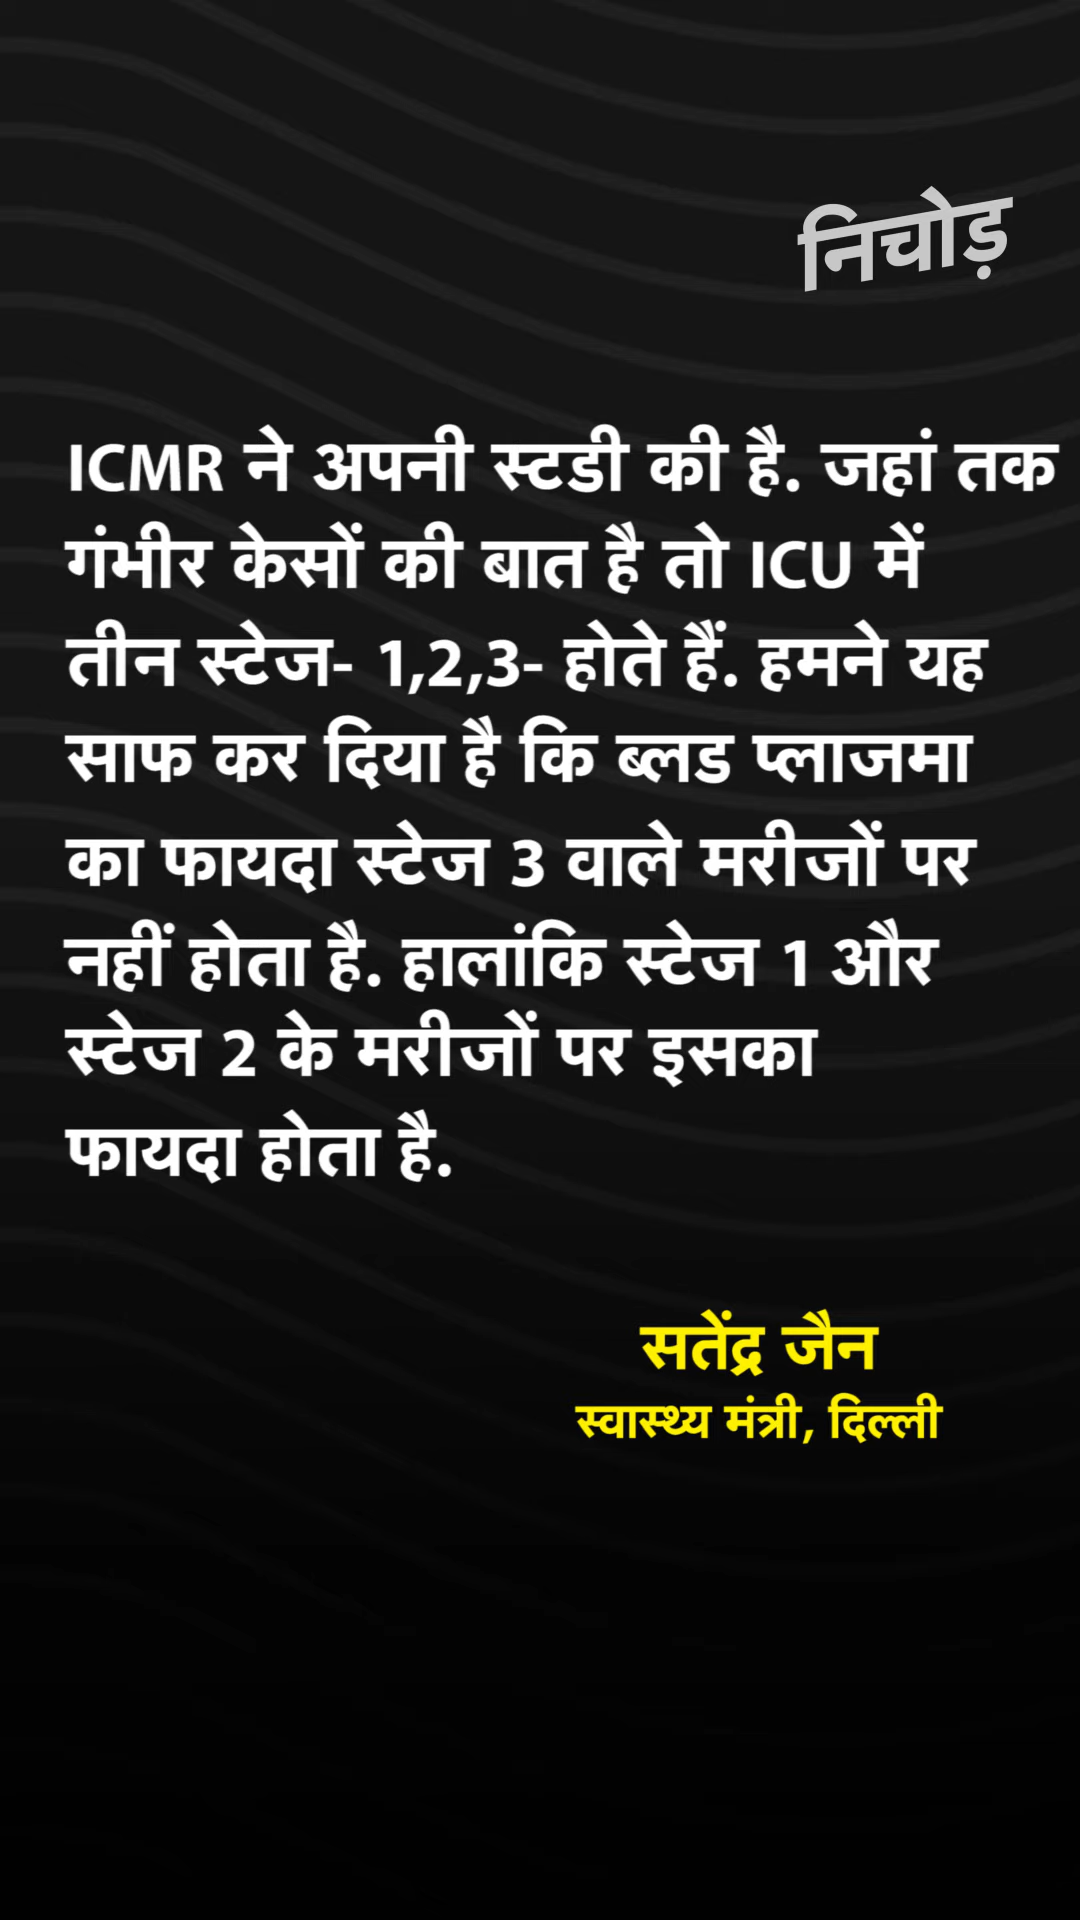 निचोड़
ICMR ने अपनी स्टडी की है. जहां तक
गंभीर केसों की बात है तो ICU में
तीन स्टेज- 1,2,3- होते हैं. हमने यह
साफ कर दिया है कि ब्लड प्लाजमा
का फायदा स्टेज 3 वाले मरीजों पर
नहीं होता है. हालांकि स्टेज 1 और
स्टेज 2 के मरीजों पर इसका
फायदा होता है.
सतेंद्र जैन
स्वास्थ्य मंत्री, दिल्ली